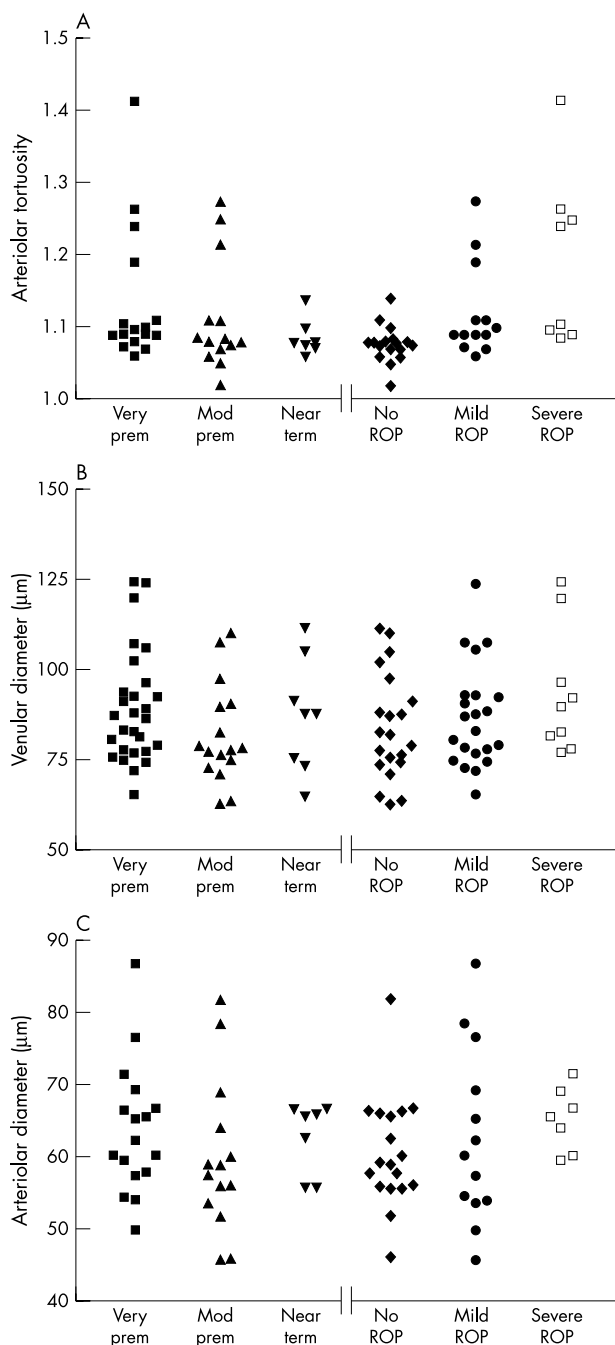 A
1.5
1.4
1.3
1.2
1.1
1.0
Arteriolar tortuosity
Very prem
Mod prem
Near term
No ROP
Mild ROP
Severe ROP
B
150
125
100
75
50
Venular diameter (μm)
Very prem
Mod prem
Near term
No ROP
Mild ROP
Severe ROP
C
90
80
70
60
50
40
Arteriolar diameter (μm)
Very prem
Mod prem
Near term
No ROP
Mild ROP
Severe ROP